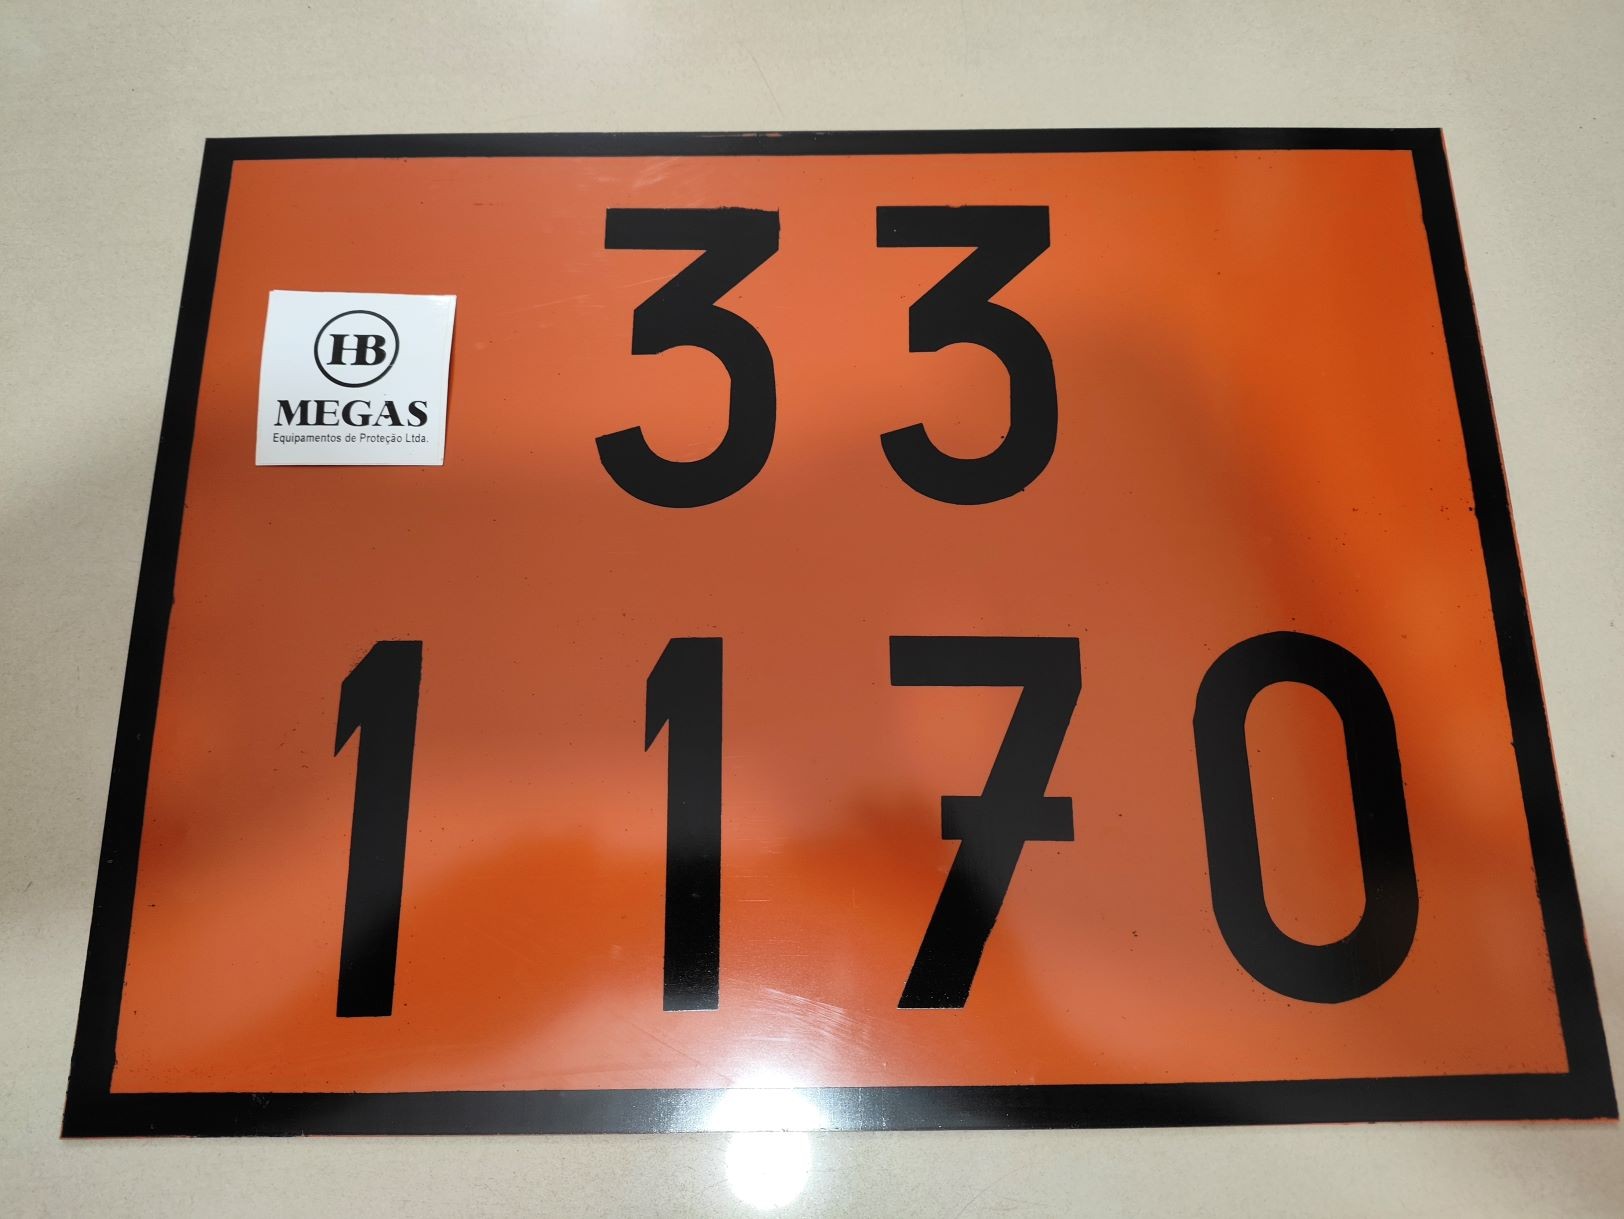 33
HB
MEGAS
Equipamentos de Proteção Ltda.
1170